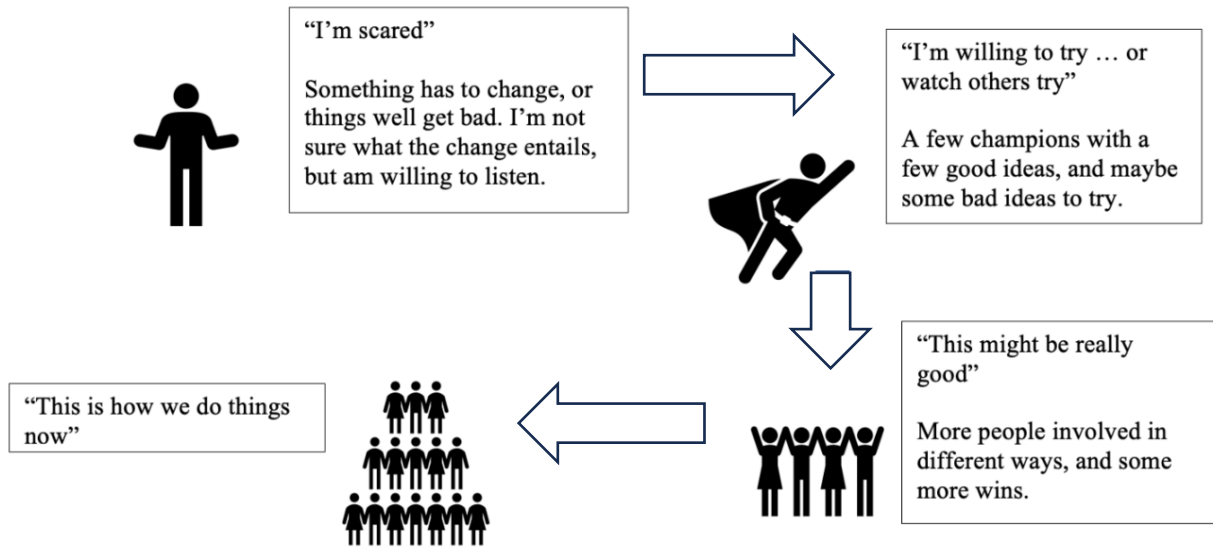 “I’m scared”
Something has to change, or
things well get bad. I’m not
sure what the change entails,
but am willing to listen.
“I’m willing to try … or
watch others try”
A few champions with a
few good ideas, and maybe
some bad ideas to try.
“This might be really
good”
More people involved in
different ways, and some
more wins.
“This is how we do things
now”